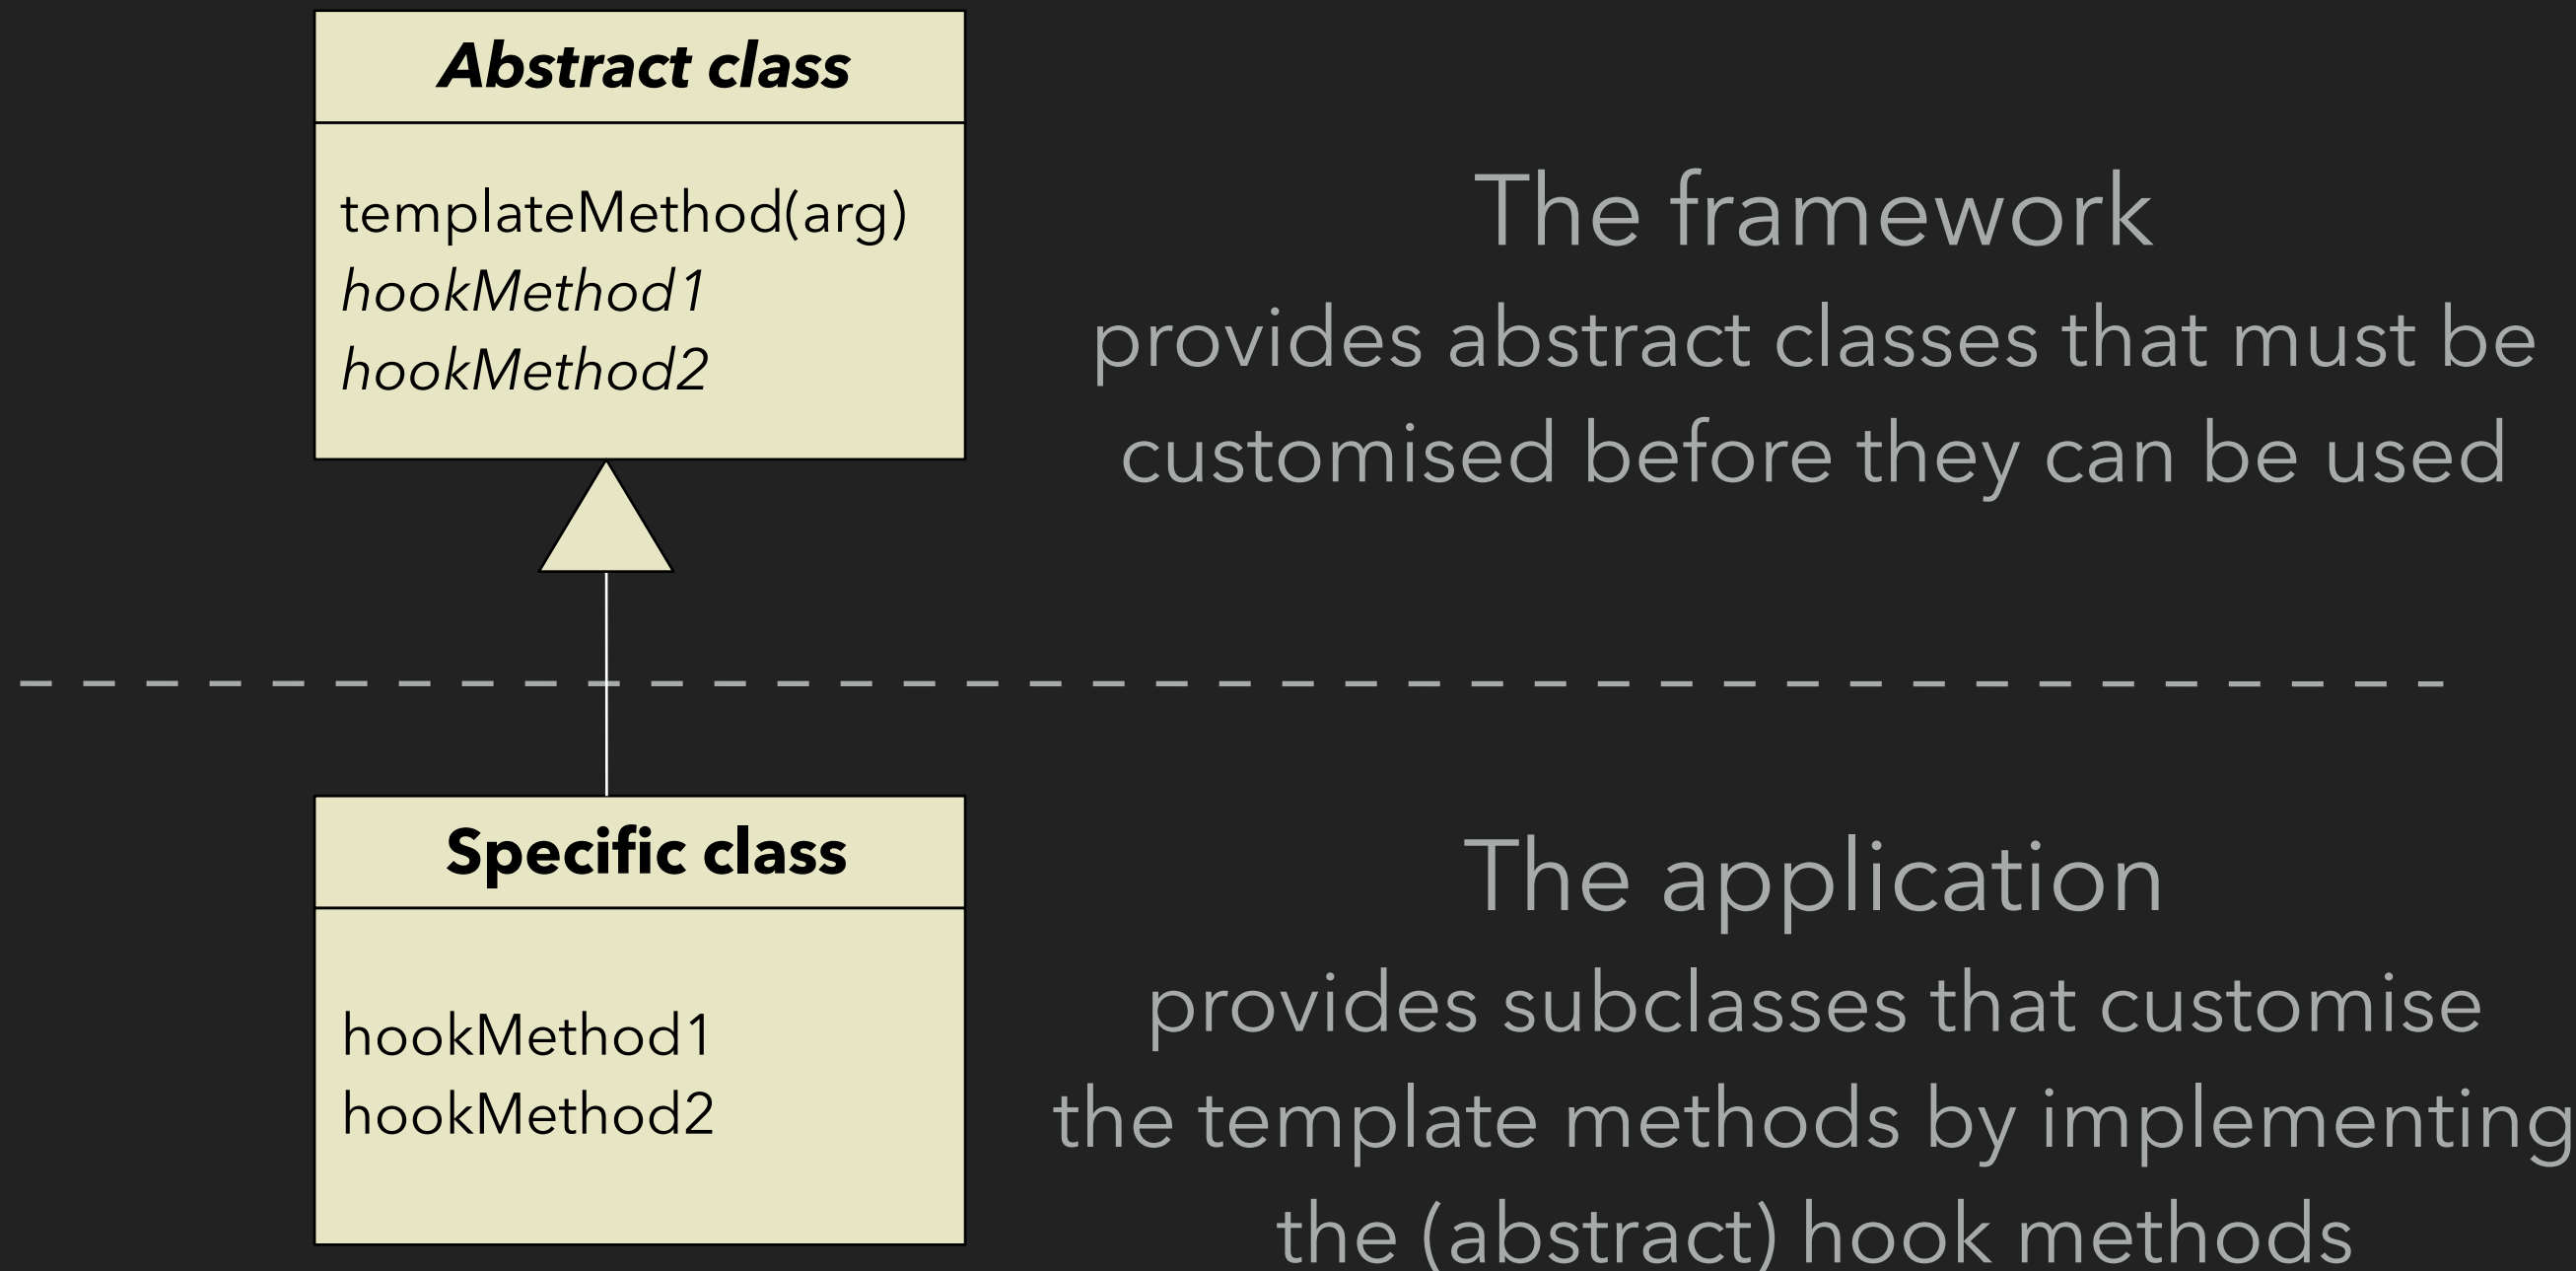 Abstract class
templateMethod(arg)
hookMethod1
hookMethod2
The framework
provides abstract classes that must be
customised before they can be used
Specific class
hookMethod1
hookMethod2
The application
provides subclasses that customise
the template methods by implementing
the (abstract) hook methods